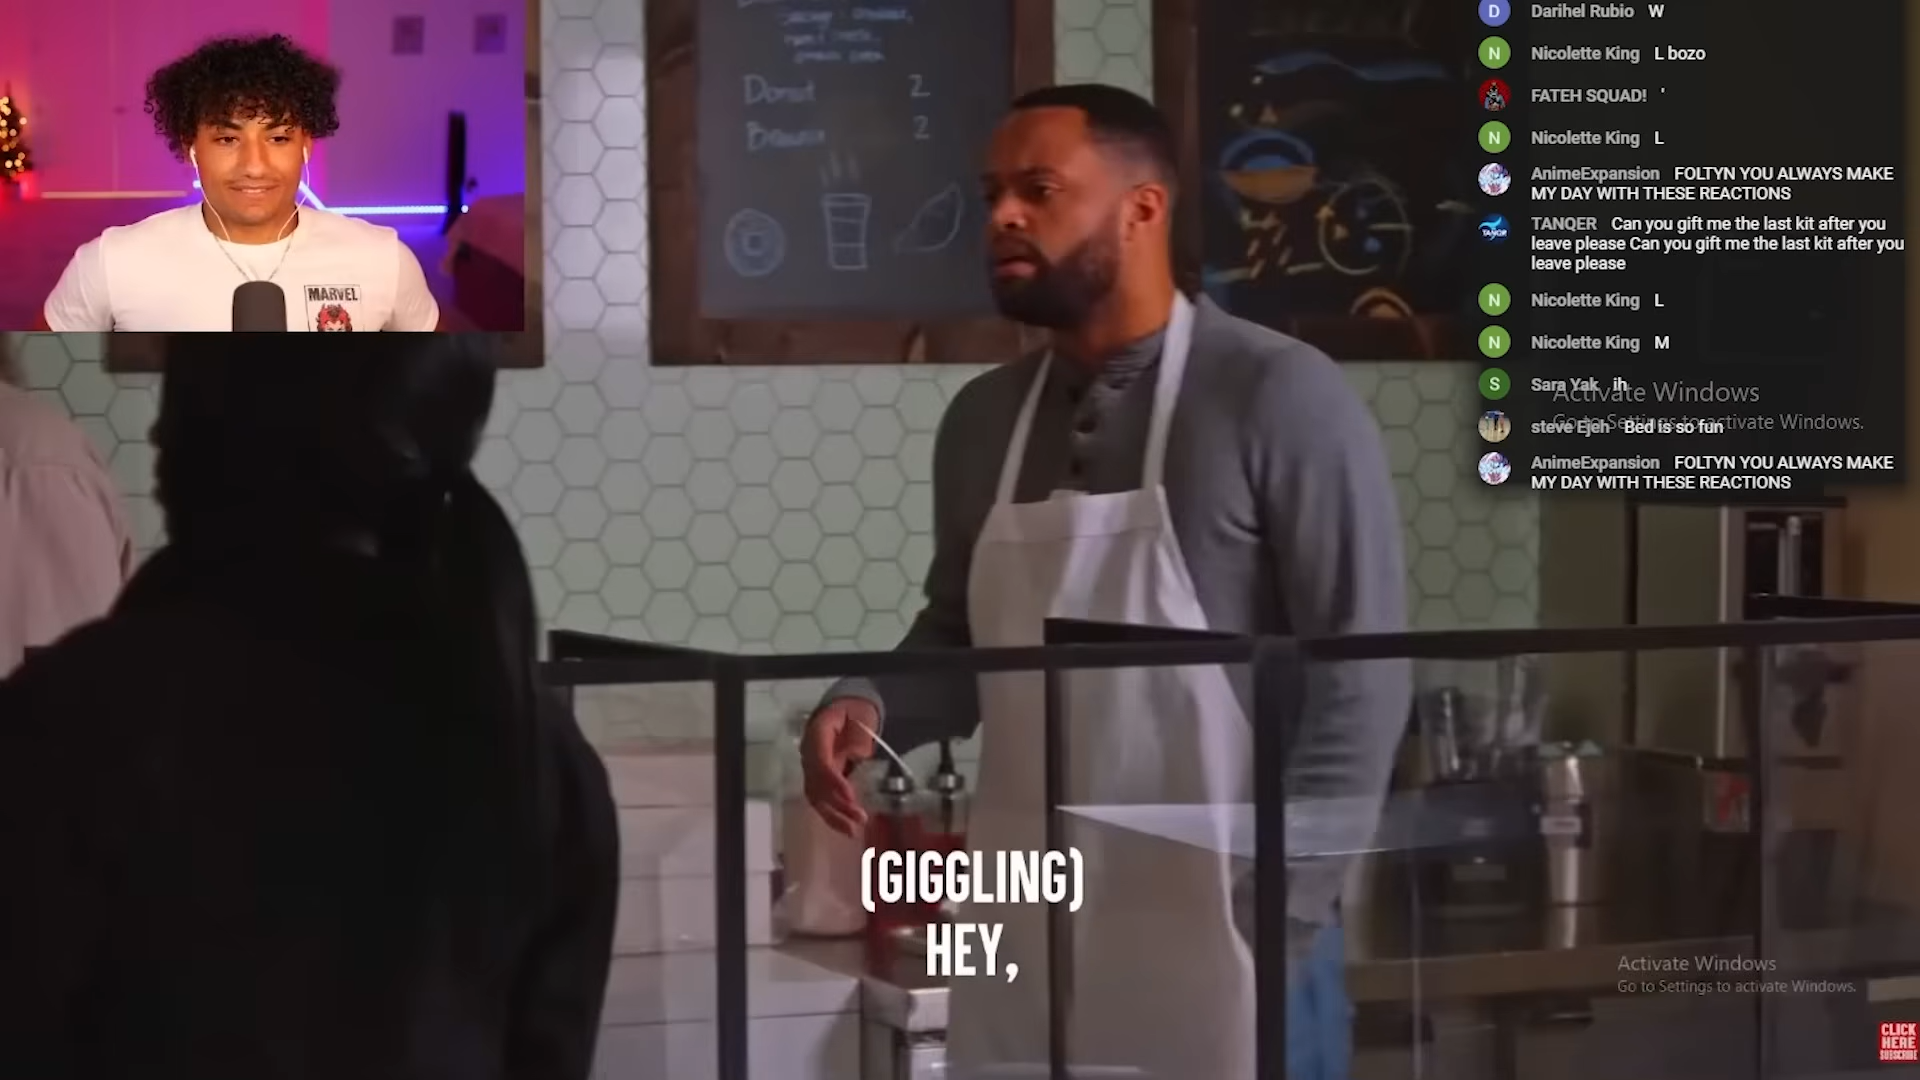 Donut 2
2
MARVEL
Darihel Rubio W
Nicolette King L bozo
FATEH SQUAD! '
Nicolette King L
AnimeExpansion FOLTYN YOU ALWAYS MAKE
MY DAY WITH THESE REACTIONS
TANQER Can you gift me the last kit after you
leave please Can you gift me the last kit after you
leave please
Nicolette King L
Nicolette King M
Sara Yak ih
Activate Windows
Go to Settings to activate Windows.
steve Ejeh Bed is so fun
AnimeExpansion FOLTYN YOU ALWAYS MAKE
MY DAY WITH THESE REACTIONS
(GIGGLING)
HEY,
Activate Windows
Go to Settings to activate Windows.
CLICK
HERE
SUBSCRIBE